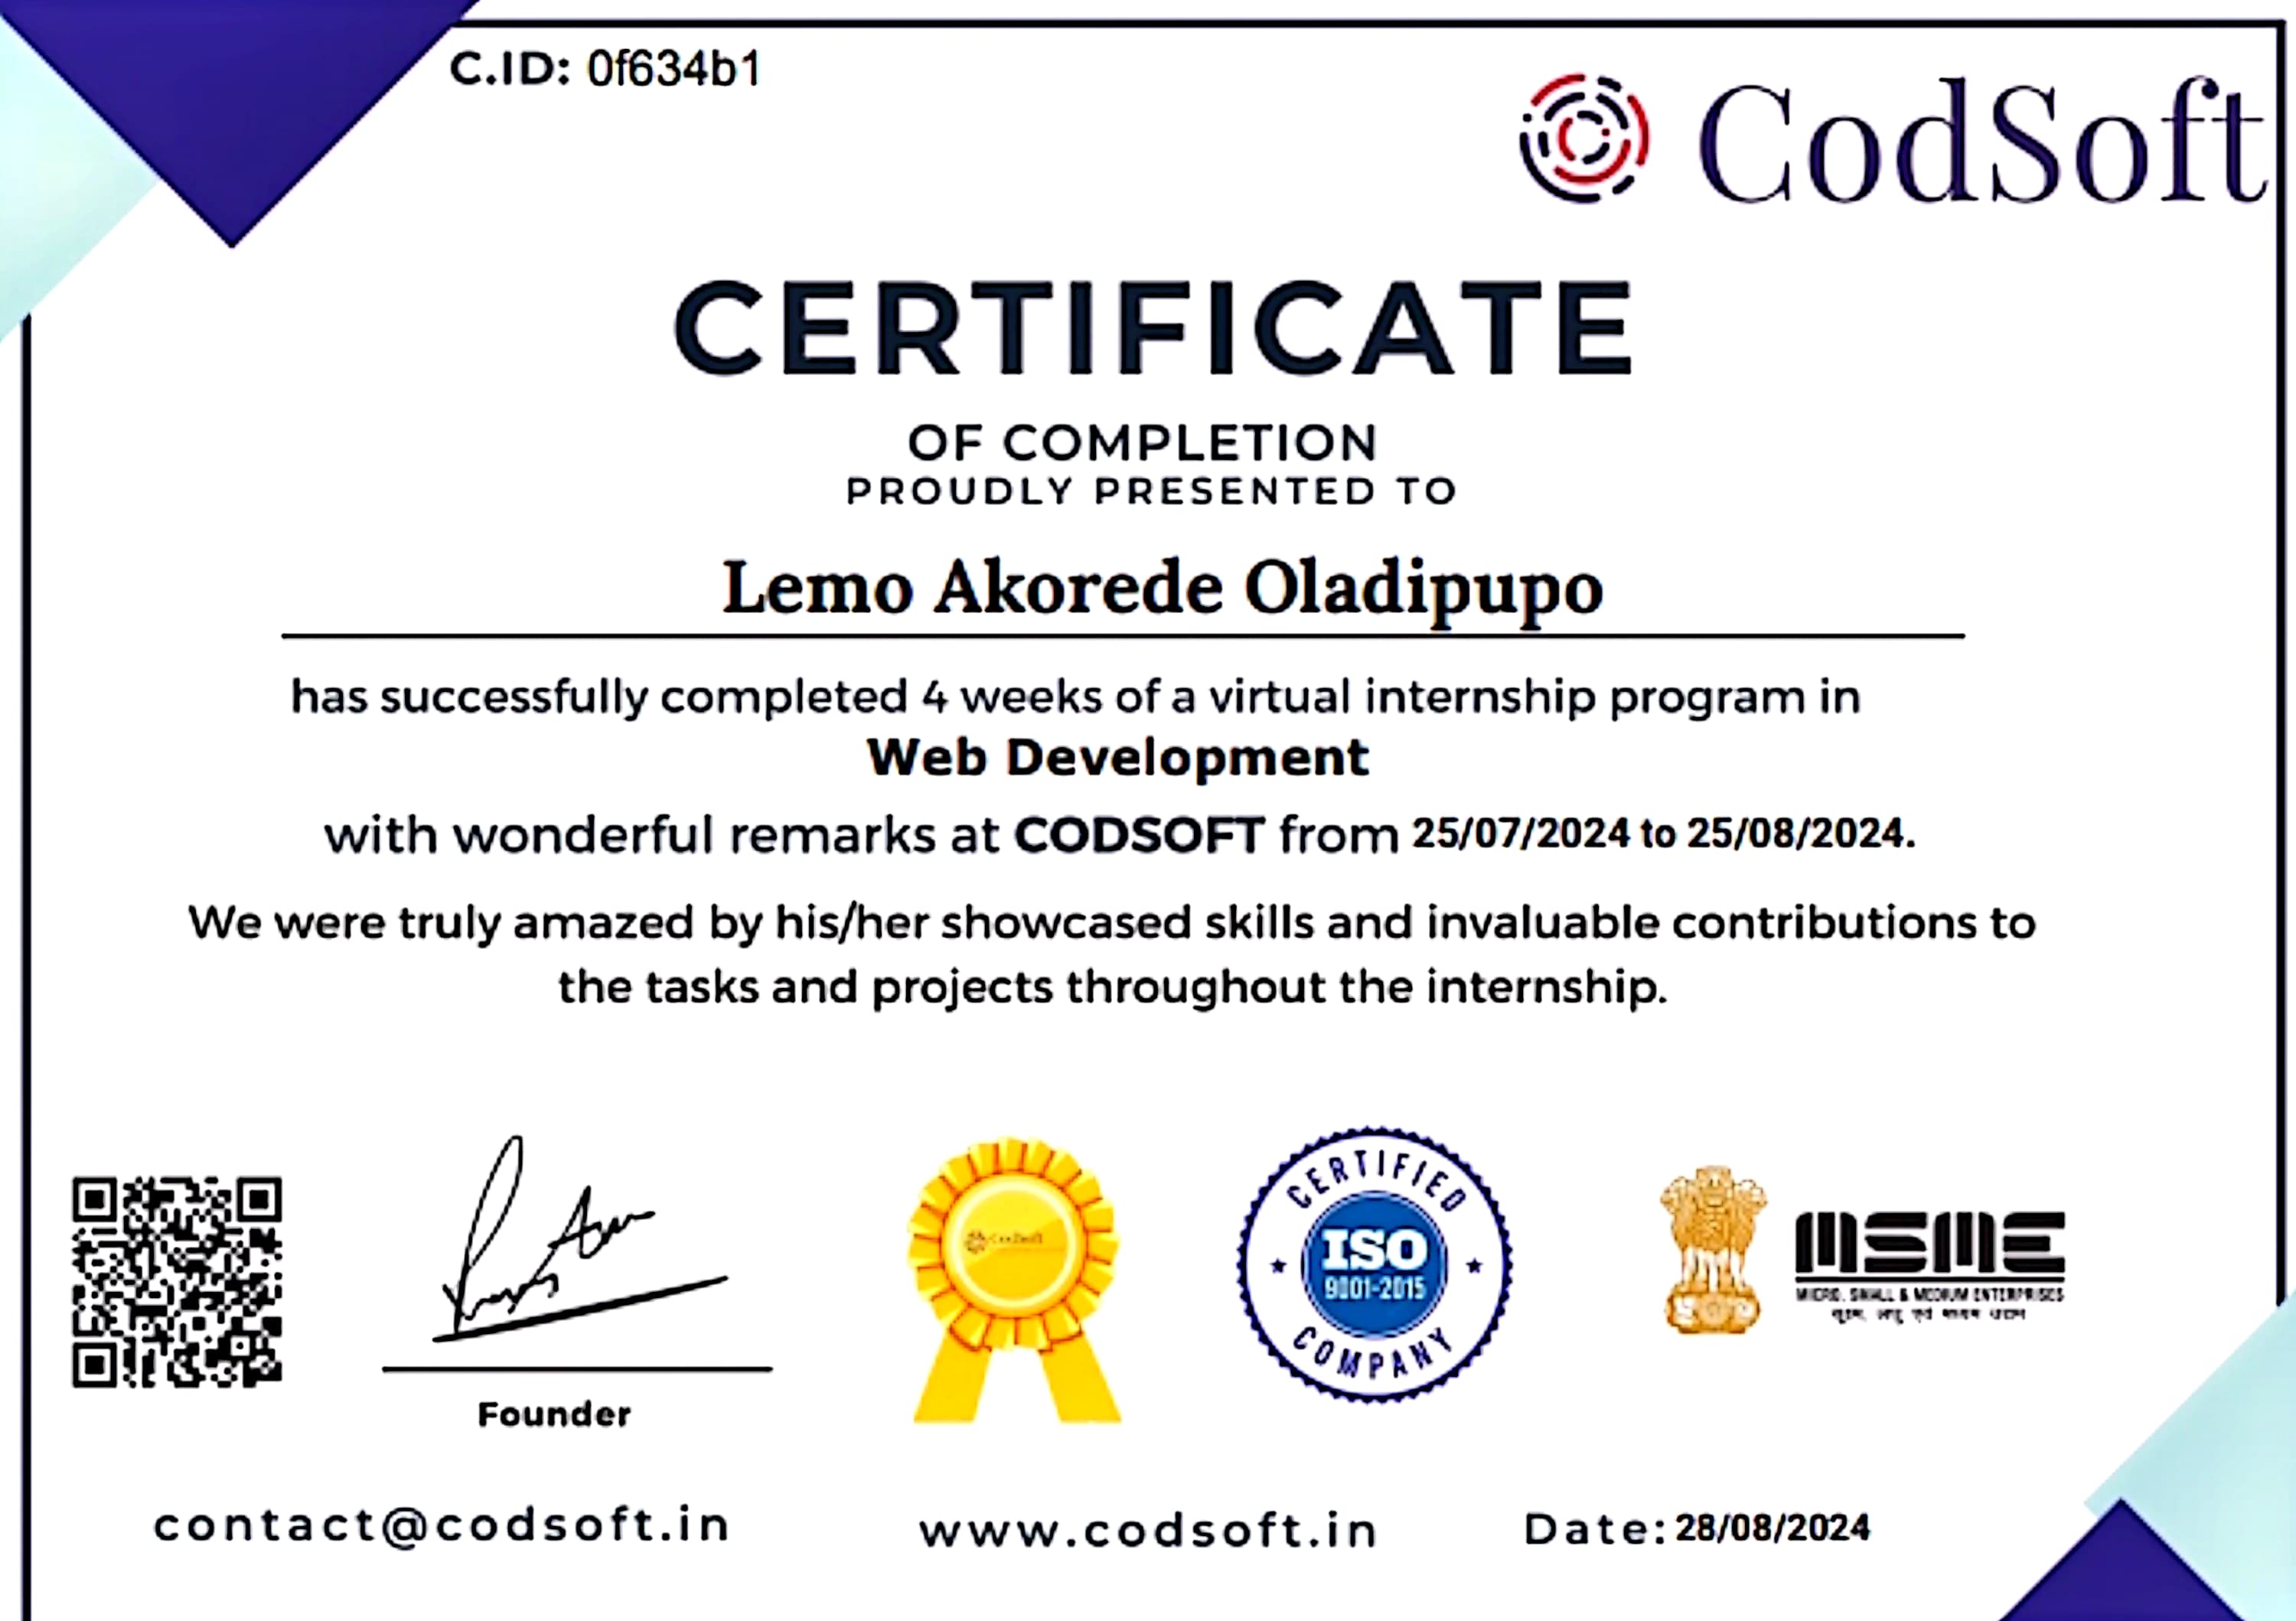 C.ID: 0f634b1
CodSoft
CERTIFICATE
OF COMPLETION
PROUDLY PRESENTED TO
Lemo Akorede Oladipupo
has successfully completed 4 weeks of a virtual internship program in
Web Development
with wonderful remarks at CODSOFT from 25/07/2024 to 25/08/2024.
We were truly amazed by his/her showcased skills and invaluable contributions to
the tasks and projects throughout the internship.
CodSoft
CERTIFIED
ISO
9001-2015
COMPANY
MSME
MICRO, SMALL & MEDIUM ENTERPRISES
Founder
contact@codsoft.in
www.codsoft.in
Date: 28/08/2024